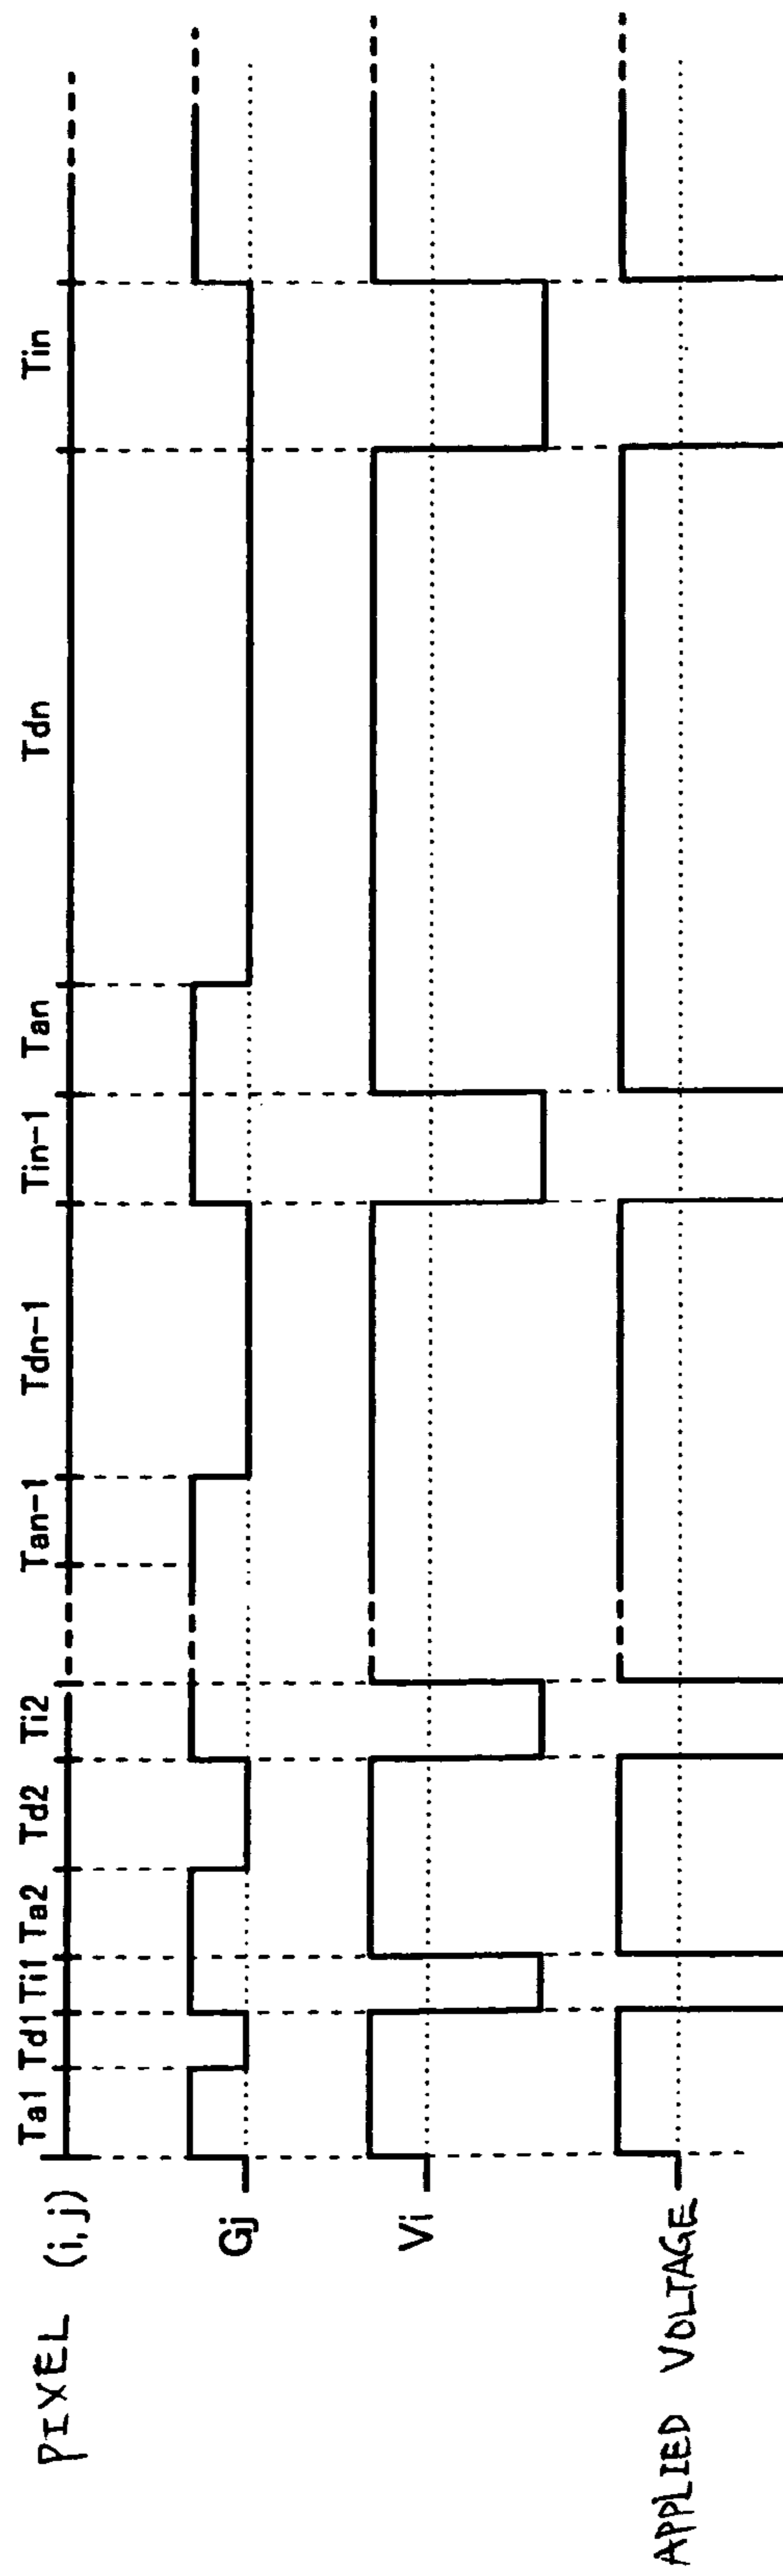 PIXEL (i,j)
Ta1 Td1 Ti1 Ta2 Td2 Ti2 Tan-1 Tdn-1 Tin-1 Tan Tdn Tin
Gj
Vi
APPLIED VOLTAGE